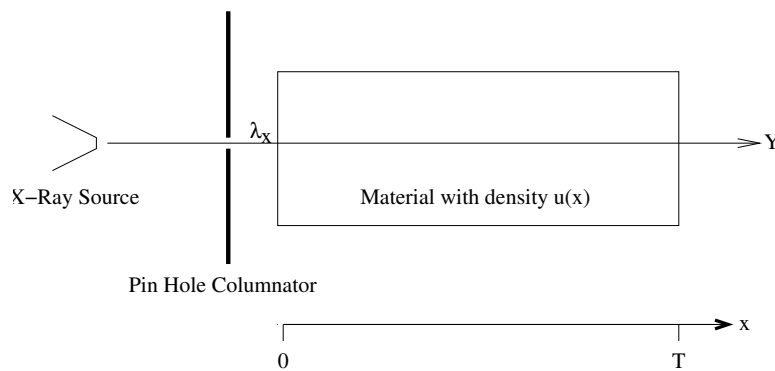 λx
Y
X−Ray Source
Material with density u(x)
Pin Hole Columnator
x
0
T